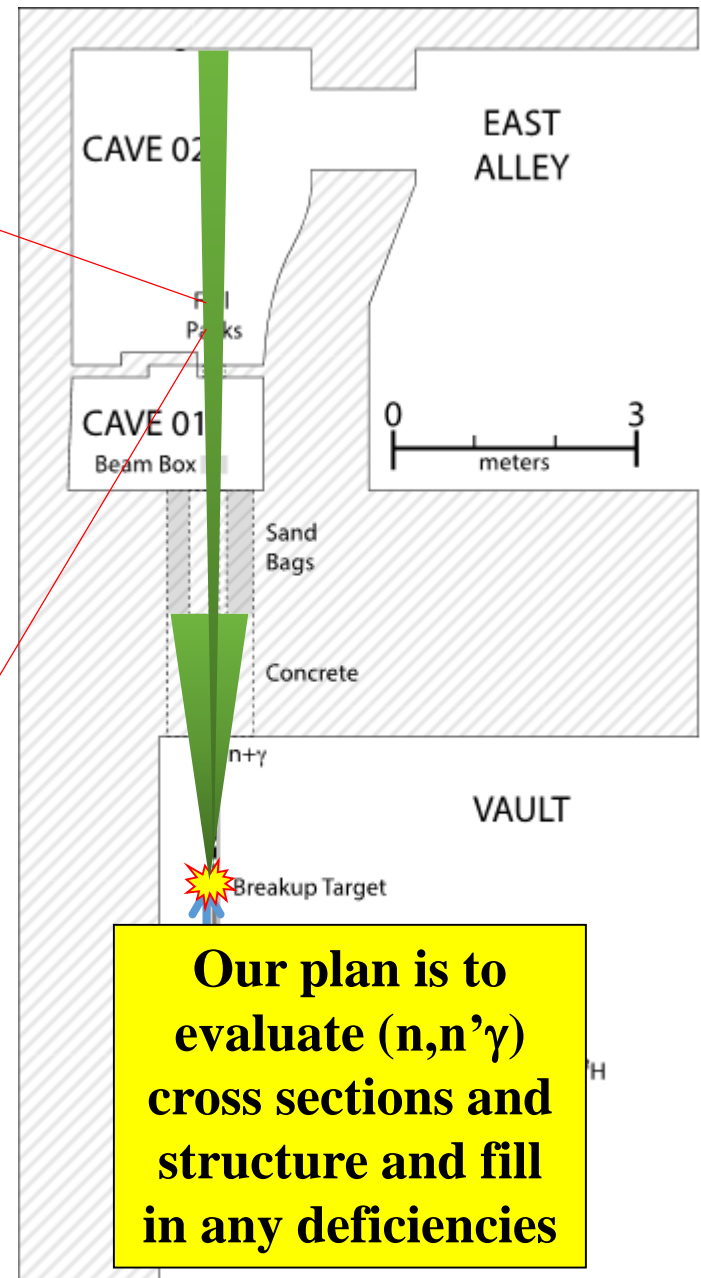 CAVE 02
EAST
ALLEY
CAVE 01
Beam Box
0
3
meters
Sand
Bags
Concrete
n+γ
VAULT
Breakup Target
Our plan is to
evaluate (n,n’γ)
cross sections and
structure and fill
in any deficiencies
H